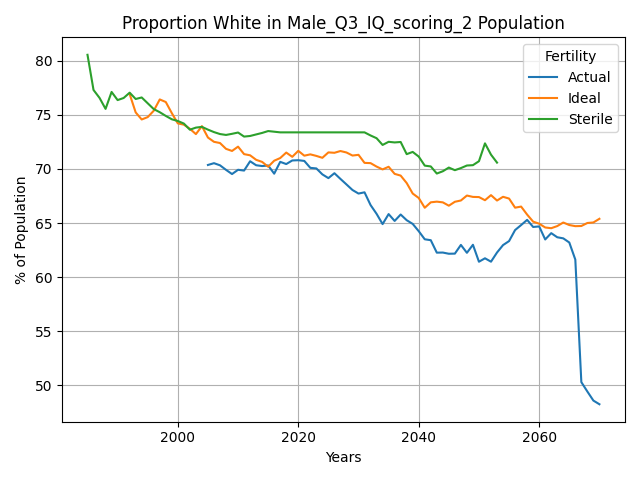 Proportion White in Male_Q3_IQ_scoring_2 Population
Fertility
Actual
Ideal
Sterile
% of Population
80
75
70
65
60
55
50
2000
2020
2040
2060
Years